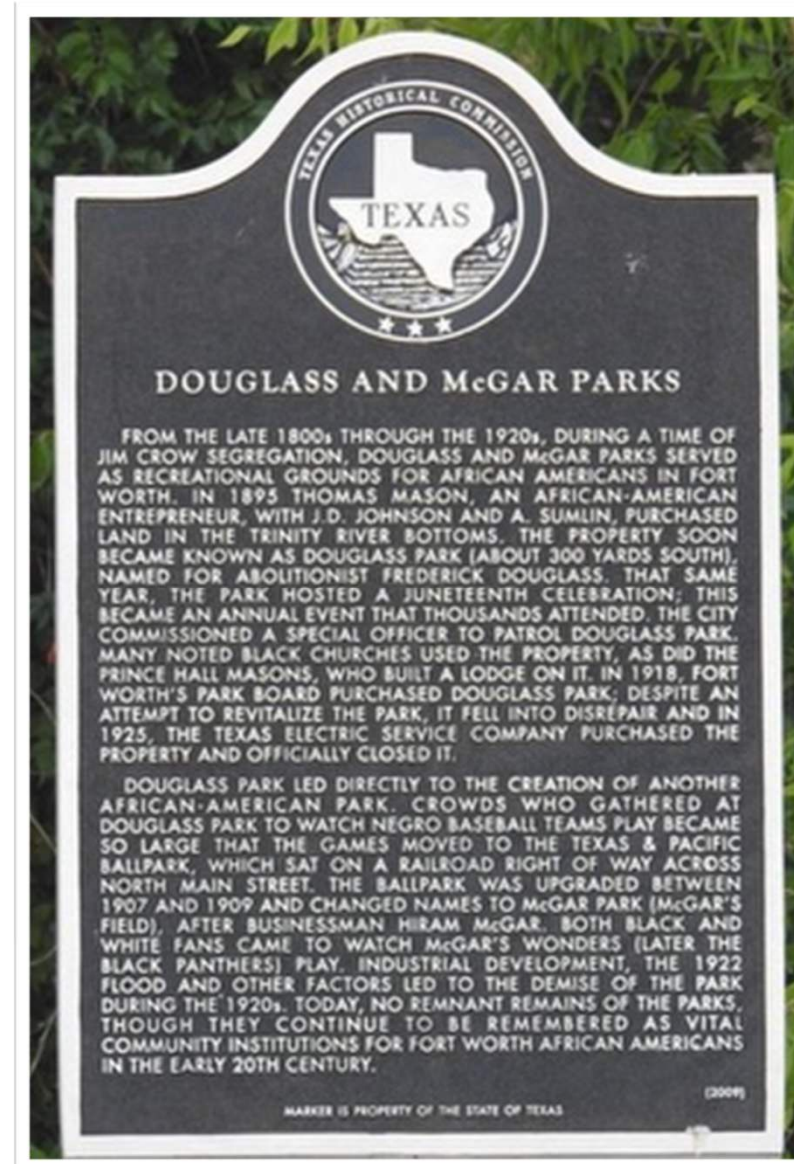 TEXAS HISTORICAL COMMISSION
TEXAS
DOUGLASS AND McGAR PARKS
FROM THE LATE 1800s THROUGH THE 1920s, DURING A TIME OF
JIM CROW SEGREGATION, DOUGLASS AND McGAR PARKS SERVED
AS RECREATIONAL GROUNDS FOR AFRICAN AMERICANS IN FORT
WORTH. IN 1895 THOMAS MASON, AN AFRICAN-AMERICAN
ENTREPRENEUR, WITH J.D. JOHNSON AND A. SUMLIN, PURCHASED
LAND IN THE TRINITY RIVER BOTTOMS. THE PROPERTY SOON
BECAME KNOWN AS DOUGLASS PARK (ABOUT 300 YARDS SOUTH),
NAMED FOR ABOLITIONIST FREDERICK DOUGLASS. THAT SAME
YEAR, THE PARK HOSTED A JUNETEENTH CELEBRATION; THIS
BECAME AN ANNUAL EVENT THAT THOUSANDS ATTENDED. THE CITY
COMMISSIONED A SPECIAL OFFICER TO PATROL DOUGLASS PARK.
MANY NOTED BLACK CHURCHES USED THE PROPERTY, AS DID THE
PRINCE HALL MASONS, WHO BUILT A LODGE ON IT. IN 1918, FORT
WORTH'S PARK BOARD PURCHASED DOUGLASS PARK; DESPITE AN
ATTEMPT TO REVITALIZE THE PARK, IT FELL INTO DISREPAIR AND IN
1925, THE TEXAS ELECTRIC SERVICE COMPANY PURCHASED THE
PROPERTY AND OFFICIALLY CLOSED IT.
DOUGLASS PARK LED DIRECTLY TO THE CREATION OF ANOTHER
AFRICAN-AMERICAN PARK. CROWDS WHO GATHERED AT
DOUGLASS PARK TO WATCH NEGRO BASEBALL TEAMS PLAY BECAME
SO LARGE THAT THE GAMES MOVED TO THE TEXAS & PACIFIC
BALLPARK, WHICH SAT ON A RAILROAD RIGHT OF WAY ACROSS
NORTH MAIN STREET. THE BALLPARK WAS UPGRADED BETWEEN
1907 AND 1909 AND CHANGED NAMES TO McGAR PARK (McGAR'S
FIELD), AFTER BUSINESSMAN HIRAM McGAR. BOTH BLACK AND
WHITE FANS CAME TO WATCH McGAR'S WONDERS (LATER THE
BLACK PANTHERS) PLAY. INDUSTRIAL DEVELOPMENT, THE 1922
FLOOD AND OTHER FACTORS LED TO THE DEMISE OF THE PARK
DURING THE 1920s. TODAY, NO REMNANT REMAINS OF THE PARKS,
THOUGH THEY CONTINUE TO BE REMEMBERED AS VITAL
COMMUNITY INSTITUTIONS FOR FORT WORTH AFRICAN AMERICANS
IN THE EARLY 20TH CENTURY.
(2009)
MARKER IS PROPERTY OF THE STATE OF TEXAS